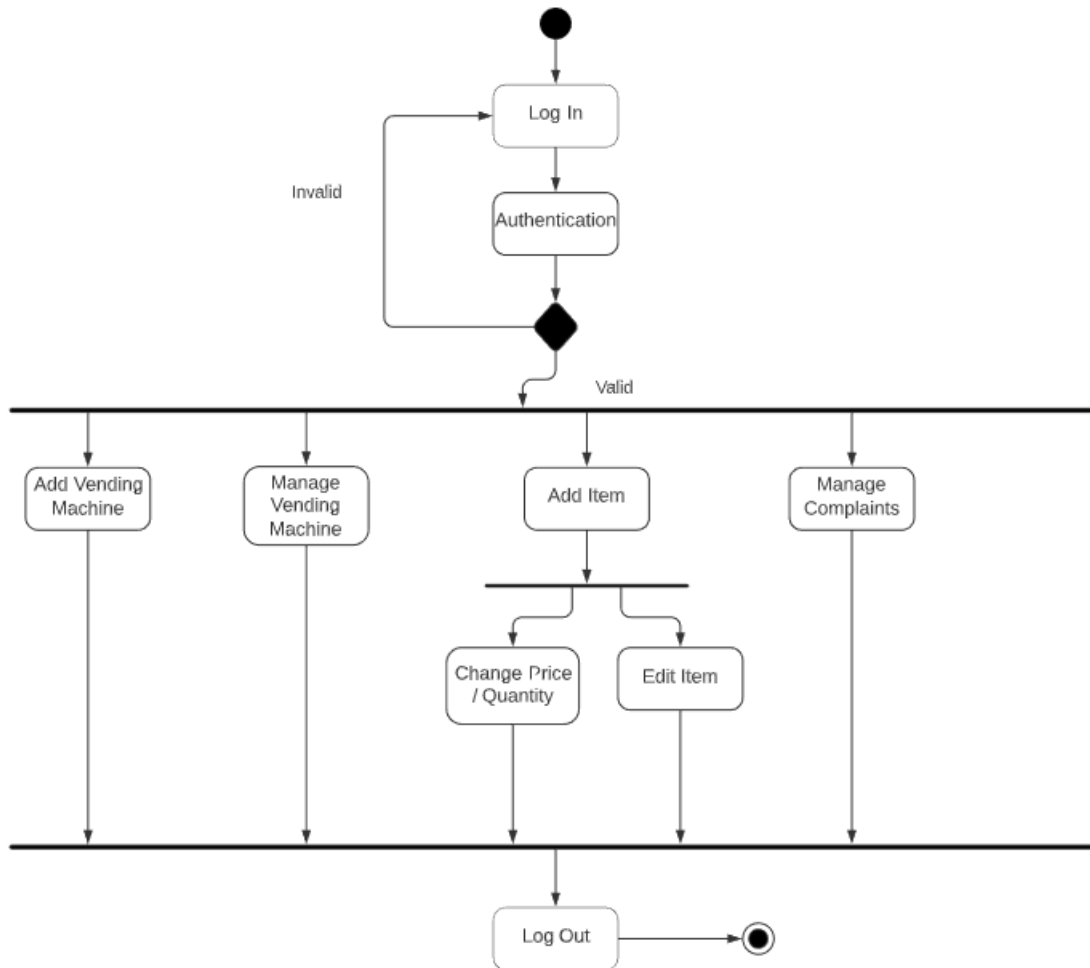 Log In
Invalid
Authentication
Valid
Add Vending
Machine
Manage
Vending
Machine
Add Item
Manage
Complaints
Change Price
/ Quantity
Edit Item
Log Out